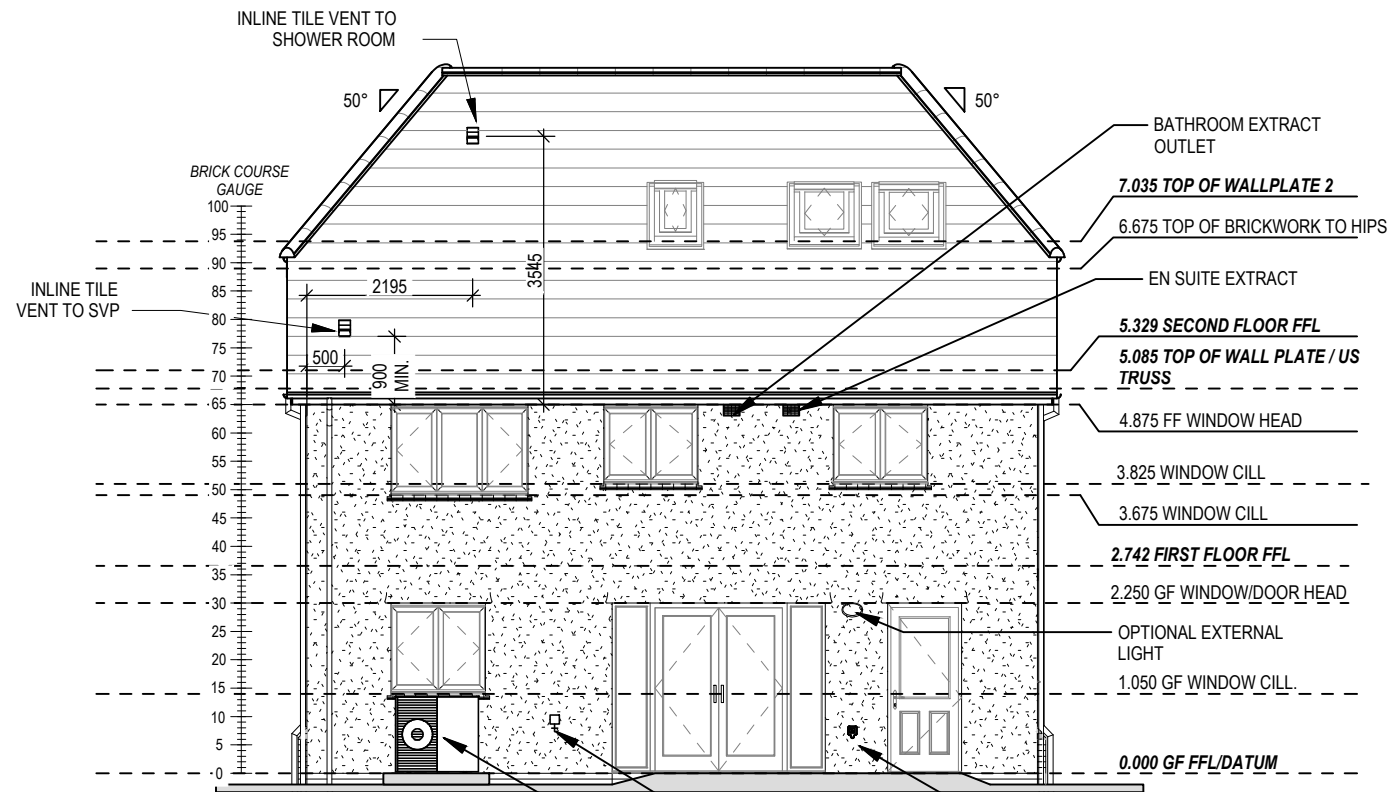 INLINE TILE VENT TO
SHOWER ROOM
50°
50°
BATHROOM EXTRACT
OUTLET
BRICK COURSE
GAUGE
7.035 TOP OF WALLPLATE 2
6.675 TOP OF BRICKWORK TO HIPS
EN SUITE EXTRACT
INLINE TILE
VENT TO SVP
2195
3545
500
900
MIN.
5.329 SECOND FLOOR FFL
5.085 TOP OF WALL PLATE / US
TRUSS
4.875 FF WINDOW HEAD
3.825 WINDOW CILL
3.675 WINDOW CILL
2.742 FIRST FLOOR FFL
2.250 GF WINDOW/DOOR HEAD
OPTIONAL EXTERNAL
LIGHT
1.050 GF WINDOW CILL.
0.000 GF FFL/DATUM
100
95
90
85
80
75
70
65
60
55
50
45
40
35
30
25
20
15
10
5
0